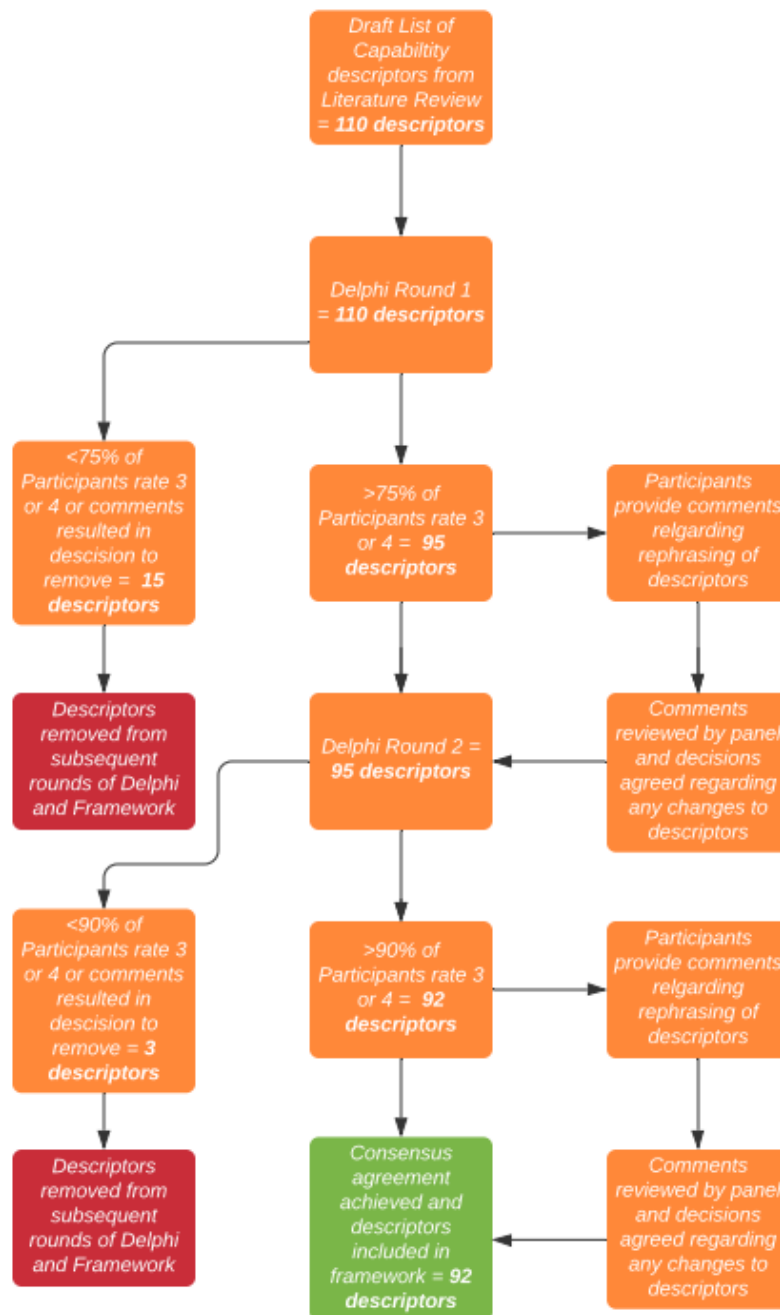 Draft List of
Capabiltity
descriptors from
Literature Review
= 110 descriptors
Delphi Round 1
= 110 descriptors
<75% of
Participants rate 3
or 4 or comments
resulted in
descision to
remove = 15
descriptors
>75% of
Participants rate 3
or 4 = 95
descriptors
Participants
provide comments
relgarding
rephrasing of
descriptors
Descriptors
removed from
subsequent
rounds of Delphi
and Framework
Delphi Round 2 =
95 descriptors
Comments
reviewed by panel
and decisions
agreed regarding
any changes to
descriptors
<90% of
Participants rate 3
or 4 or comments
resulted in
descision to
remove = 3
descriptors
>90% of
Participants rate 3
or 4 = 92
descriptors
Participants
provide comments
relgarding
rephrasing of
descriptors
Descriptors
removed from
subsequent
rounds of Delphi
and Framework
Consensus
agreement
achieved and
descriptors
included in
framework = 92
descriptors
Comments
reviewed by panel
and decisions
agreed regarding
any changes to
descriptors